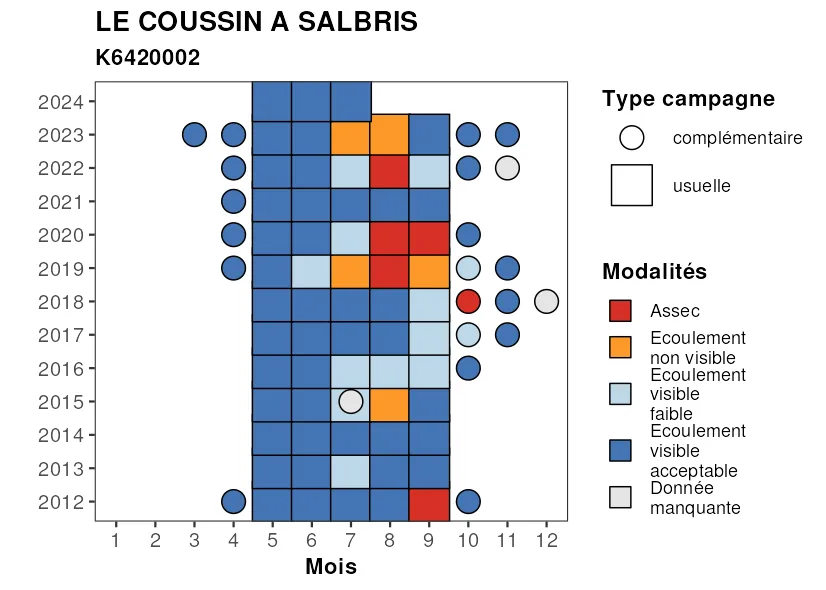 LE COUSSIN A SALBRIS
K6420002
2024
2023
2022
2021
2020
2019
2018
2017
2016
2015
2014
2013
2012
1 2 3 4 5 6 7 8 9 10 11 12
Mois
Type campagne
complémentaire
usuelle
Modalités
Assec
Ecoulement
non visible
Ecoulement
visible
faible
Ecoulement
visible
acceptable
Donnée
manquante